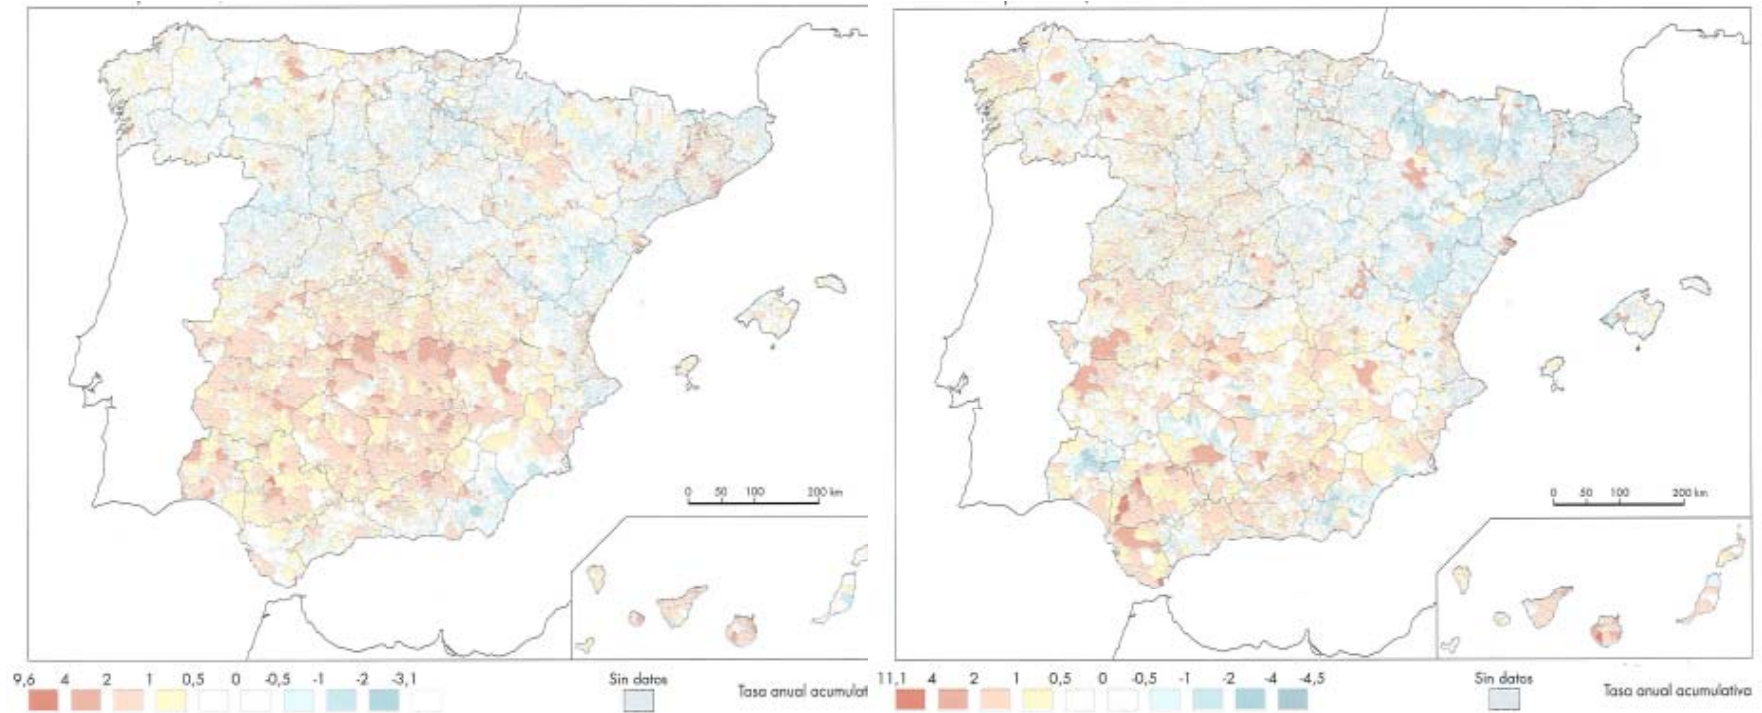 0 50 100 200 km
0 50 100 200 km
9,6 4 2 1 0,5 0 -0,5 -1 -2 -3,1
Sin datos
Tasa anual acumulat
11,1 4 2 1 0,5 0 -0,5 -1 -2 -4 -4,5
Sin datos
Tasa anual acumulativa